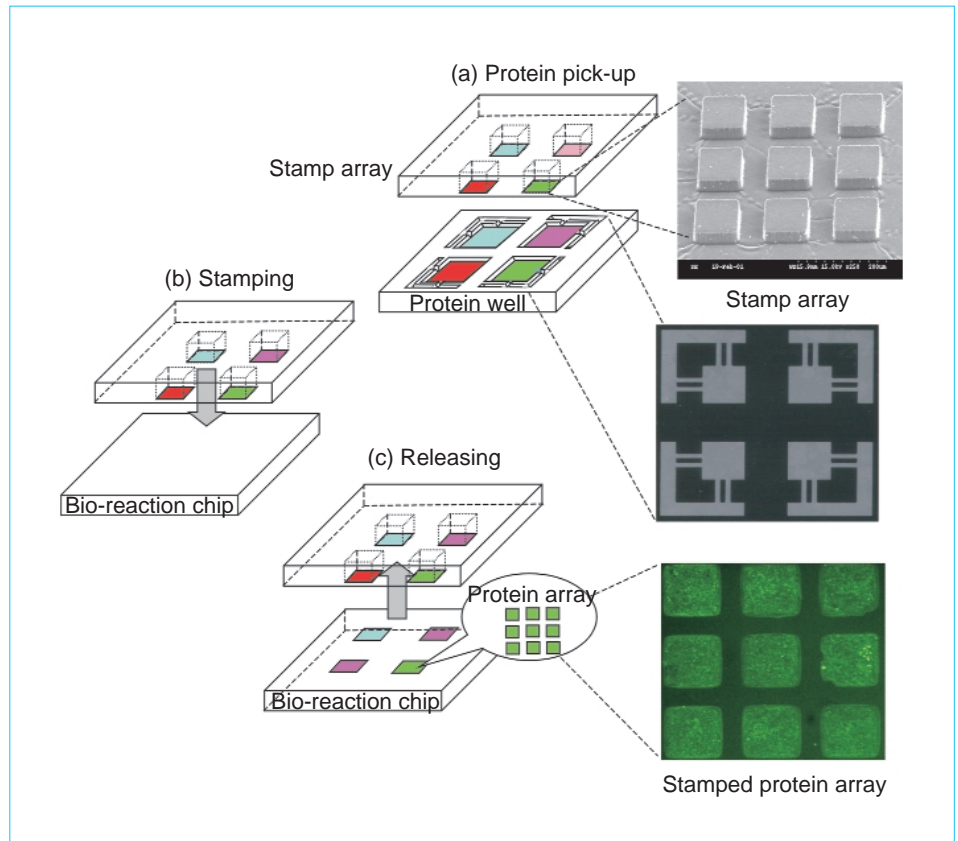 (a) Protein pick-up
Stamp array
Protein well
Stamp array
(b) Stamping
Bio-reaction chip
(c) Releasing
Protein array
Bio-reaction chip
Stamped protein array